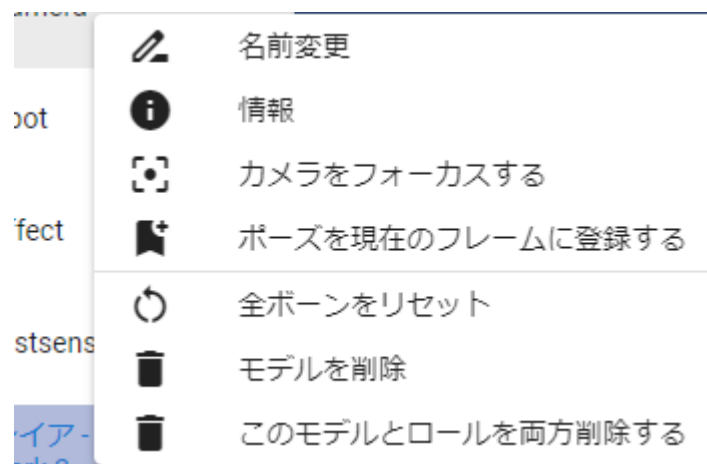 名前変更
情報
カメラをフォーカスする
ポーズを現在のフレームに登録する
全ボーンをリセット
モデルを削除
このモデルとロールを両方削除する